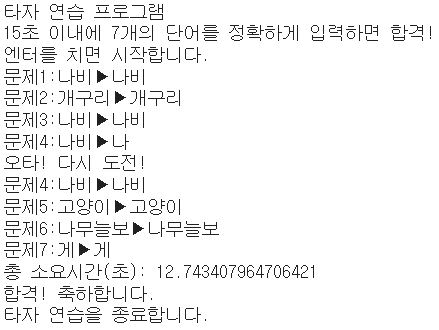 타자 연습 프로그램
15초 이내에 7개의 단어를 정확하게 입력하면 합격!
엔터를 치면 시작합니다.
문제1:나비▶나비
문제2:개구리▶개구리
문제3:나비▶나비
문제4:나비▶나
오타! 다시 도전!
문제4:나비▶나비
문제5:고양이▶고양이
문제6:나무늘보▶나무늘보
문제7:게▶게
총 소요시간(초): 12.743407964706421
합격! 축하합니다.
타자 연습을 종료합니다.